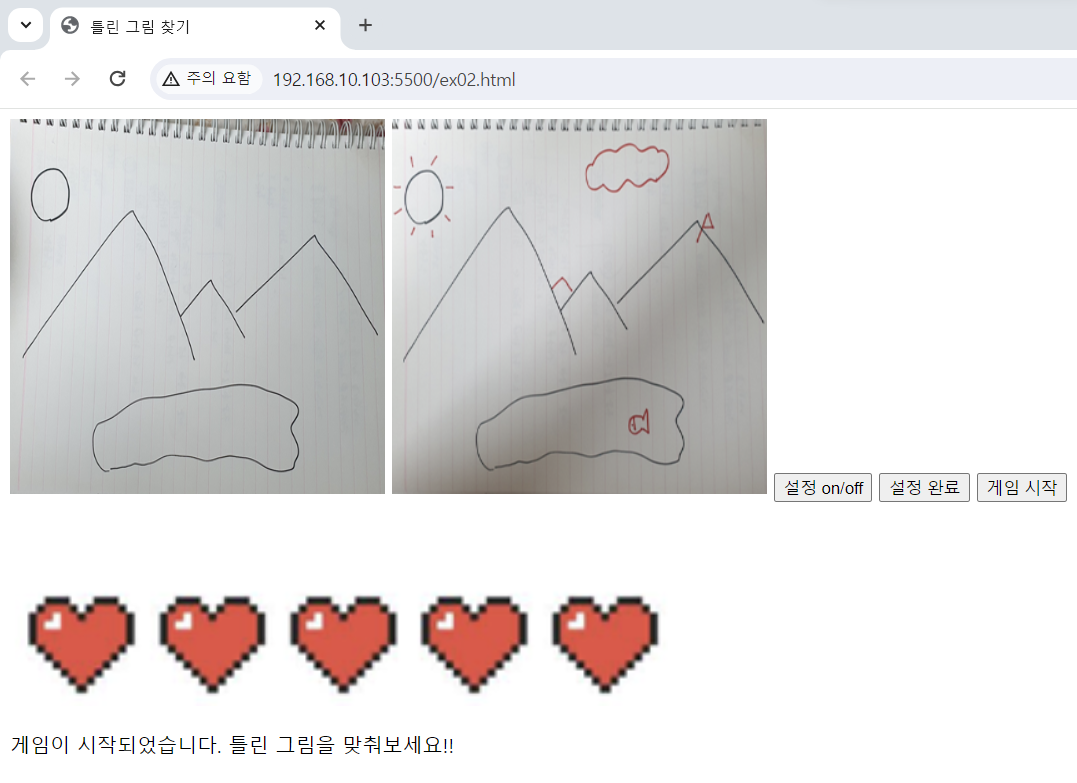 틀린 그림 찾기
주의 요함 192.168.10.103:5500/ex02.html
설정 on/off 설정 완료 게임 시작
게임이 시작되었습니다. 틀린 그림을 맞춰보세요!!